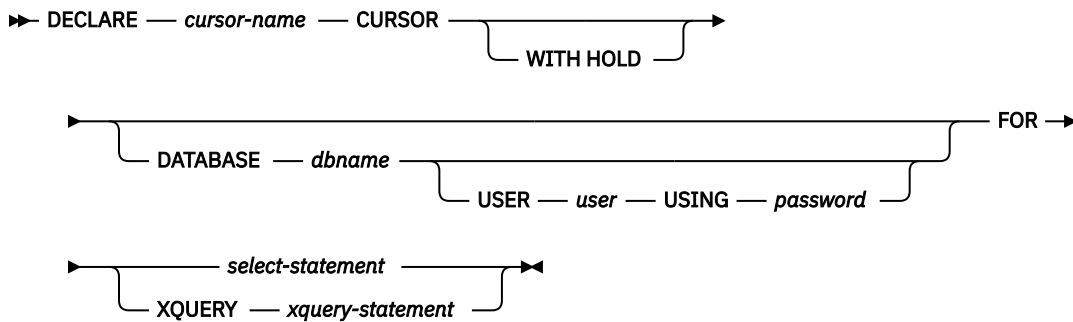 DECLARE cursor-name CURSOR
WITH HOLD
FOR
DATABASE dbname
USER user USING password
select-statement
XQUERY xquery-statement